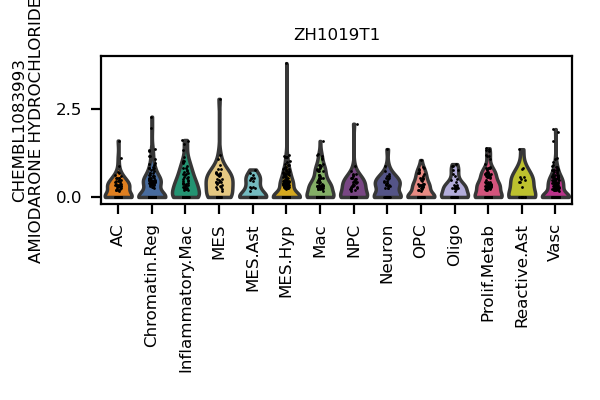 ZH1019T1
CHEMBL1083993
AMIODARONE HYDROCHLORIDE
2.5
0.0
AC
Chromatin.Reg
Inflammatory.Mac
MES
MES.Ast
MES.Hyp
Mac
NPC
Neuron
OPC
Oligo
Prolif.Metab
Reactive.Ast
Vasc